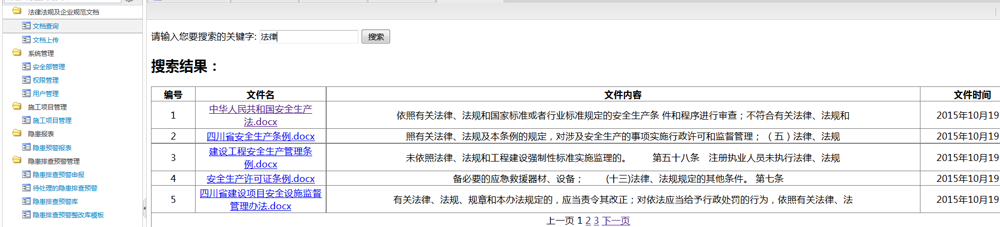 法律法规及企业规范文档
文档查询
文档上传
系统管理
安全部管理
权限管理
用户管理
施工项目管理
施工项目管理
隐患报表
隐患预警报表
隐患排查预警管理
隐患排查预警申报
待处理的隐患排查预警
隐患排查预警库
隐患排查预警整改库模板
请输入您要搜索的关键字: 法律 搜索
搜索结果：
编号 文件名 文件内容 文件时间
1 中华人民共和国安全生产
法.docx 依照有关法律、法规和国家标准或者行业标准规定的安全生产条 件和程序进行审查；不符合有关法律、法规和 2015年10月19
2 四川省安全生产条例.docx 照有关法律、法规及本条例的规定，对涉及安全生产的事项实施行政许可和监督管理； （五）法律、法规 2015年10月19
3 建设工程安全生产管理条
例.docx 未依照法律、法规和工程建设强制性标准实施监理的。 第五十八条 注册执业人员未执行法律、法规 2015年10月19
4 安全生产许可证条例.docx 备必要的应急救援器材、设备； (十三)法律、法规规定的其他条件。 第七条 2015年10月19
5 四川省建设项目安全设施监督
管理办法.docx 有关法律、法规、规章和本办法规定的，应当责令其改正；对依法应当给予行政处罚的行为，依照有关法律、法 2015年10月19
上一页 1 2 3 下一页